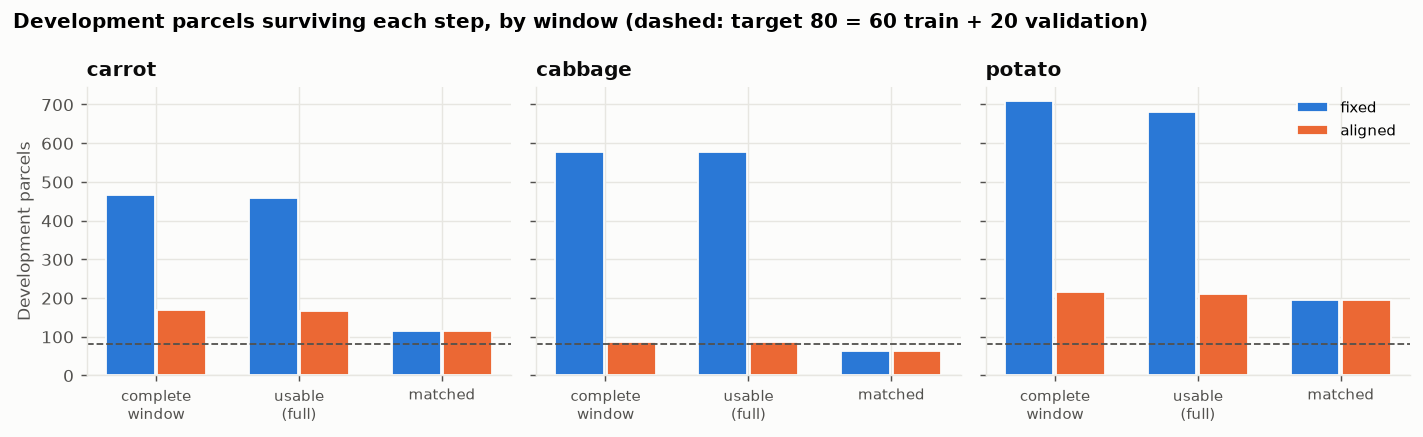 Development parcels surviving each step, by window (dashed: target 80 = 60 train + 20 validation)
carrot
cabbage
potato
Development parcels
700
600
500
400
300
200
100
0
fixed
aligned
complete
window
usable
(full)
matched
complete
window
usable
(full)
matched
complete
window
usable
(full)
matched